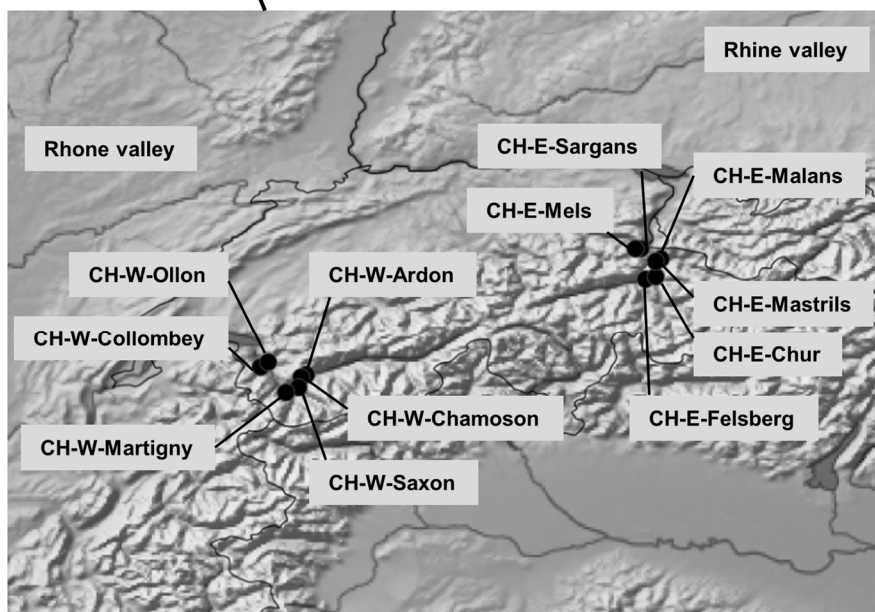 Rhine valley
Rhone valley
CH-E-Sargans
CH-E-Malans
CH-E-Mels
CH-W-Ollon
CH-W-Ardon
CH-E-Mastrils
CH-W-Collombey
CH-E-Chur
CH-W-Chamoson
CH-E-Felsberg
CH-W-Martigny
CH-W-Saxon